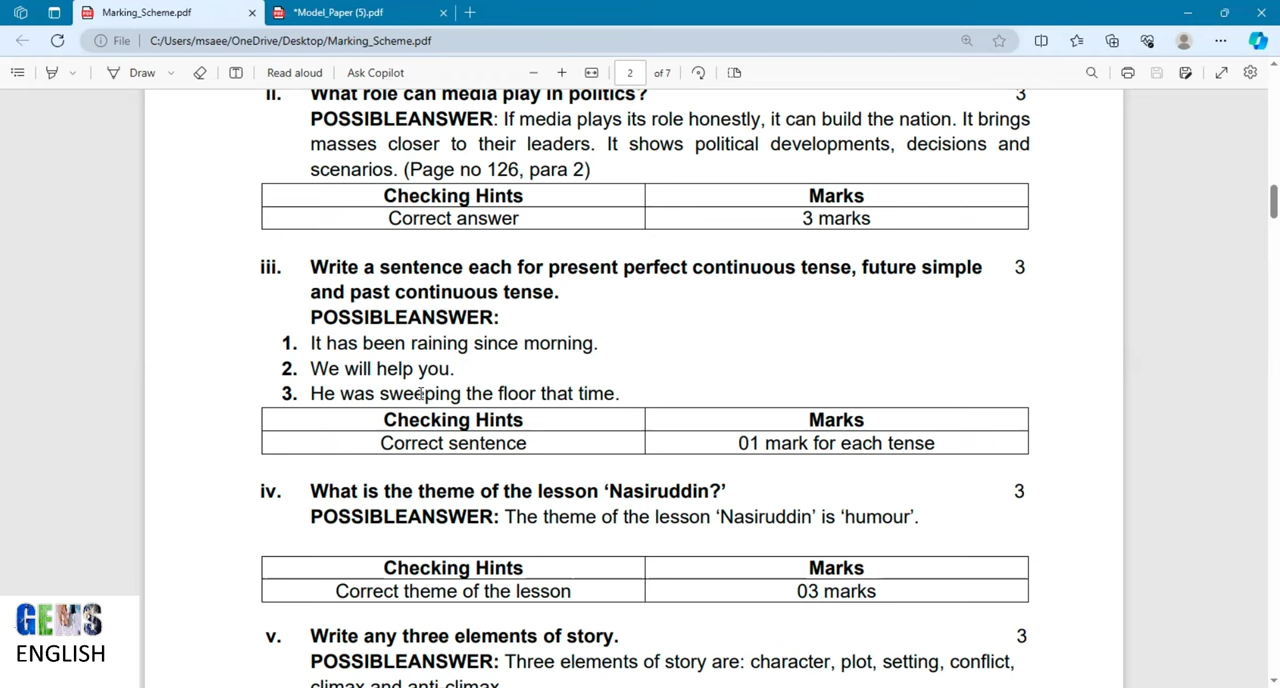 Marking_Scheme.pdf
*Model_Paper (5).pdf
File
C:/Users/msaee/OneDrive/Desktop/Marking_Scheme.pdf
Draw
Read aloud
Ask Copilot
2
of 7
ii. What role can media play in politics? 3
POSSIBLEANSWER: If media plays its role honestly, it can build the nation. It brings
masses closer to their leaders. It shows political developments, decisions and
scenarios. (Page no 126, para 2)
Checking Hints Marks
Correct answer 3 marks
iii. Write a sentence each for present perfect continuous tense, future simple 3
and past continuous tense.
POSSIBLEANSWER:
1. It has been raining since morning.
2. We will help you.
3. He was sweeping the floor that time.
Checking Hints Marks
Correct sentence 01 mark for each tense
iv. What is the theme of the lesson ‘Nasiruddin?’ 3
POSSIBLEANSWER: The theme of the lesson ‘Nasiruddin’ is ‘humour’.
Checking Hints Marks
Correct theme of the lesson 03 marks
v. Write any three elements of story. 3
POSSIBLEANSWER: Three elements of story are: character, plot, setting, conflict,
climax and anti-climax
GEMS
ENGLISH